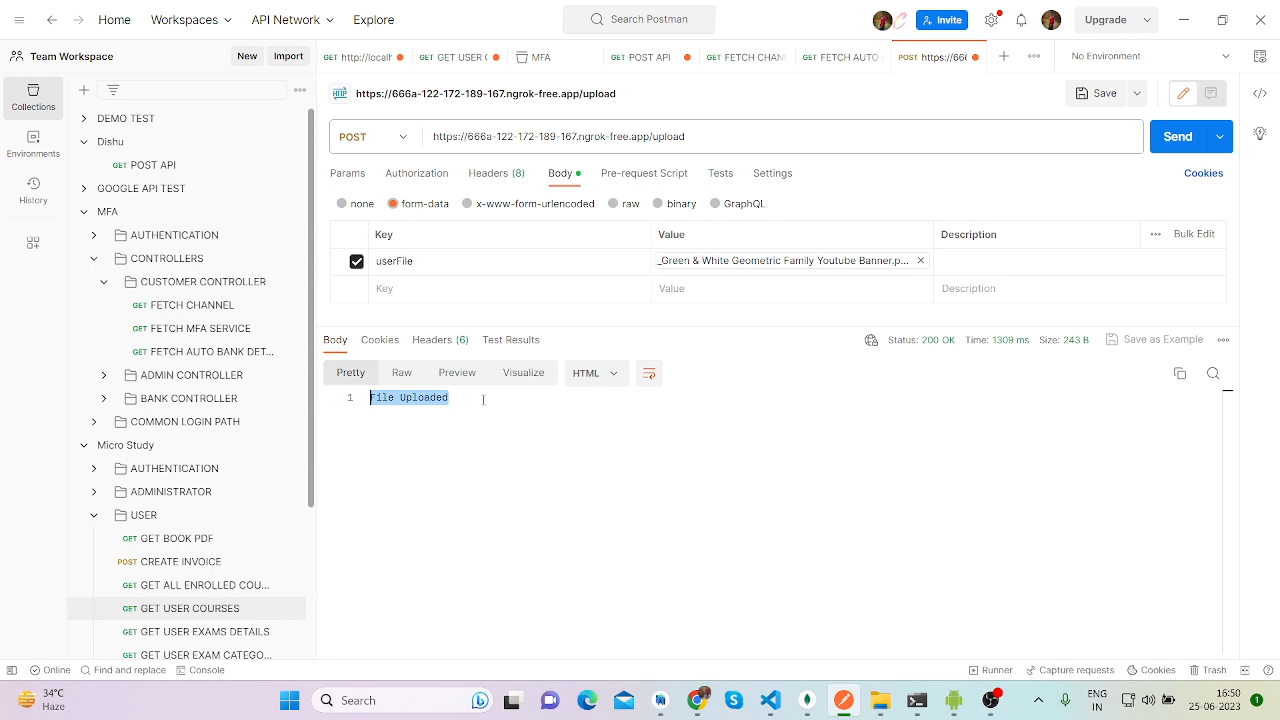 Home Workspaces API Network Explore Search Postman Invite Upgrade
Team Workspace New Import GET http://localh GET GET USER C MFA POST API GET FETCH CHAN GET FETCH AUTO POST https://666 No Environment
Collections
Environments
History
DEMO TEST
Dishu
GET POST API
GOOGLE API TEST
MFA
AUTHENTICATION
CONTROLLERS
CUSTOMER CONTROLLER
GET FETCH CHANNEL
GET FETCH MFA SERVICE
GET FETCH AUTO BANK DET...
ADMIN CONTROLLER
BANK CONTROLLER
COMMON LOGIN PATH
Micro Study
AUTHENTICATION
ADMINISTRATOR
USER
GET GET BOOK PDF
POST CREATE INVOICE
GET GET ALL ENROLLED COU...
GET GET USER COURSES
GET GET USER EXAMS DETAILS
GET GET USER EXAM CATEGO...
HTTP https://666a-122-172-189-167.ngrok-free.app/upload Save
POST https://666a-122-172-189-167.ngrok-free.app/upload Send
Params Authorization Headers (8) Body Pre-request Script Tests Settings Cookies
none form-data x-www-form-urlencoded raw binary GraphQL
Key Value Description Bulk Edit
userFile _Green & White Geometric Family Youtube Banner.p...
Key Value Description
Body Cookies Headers (6) Test Results Status: 200 OK Time: 1309 ms Size: 243 B Save as Example
Pretty Raw Preview Visualize HTML
1 File Uploaded
Online Find and replace Console Runner Capture requests Cookies Trash
34°C
Haze
Search
ENG
IN
16:50
25-06-2023
1